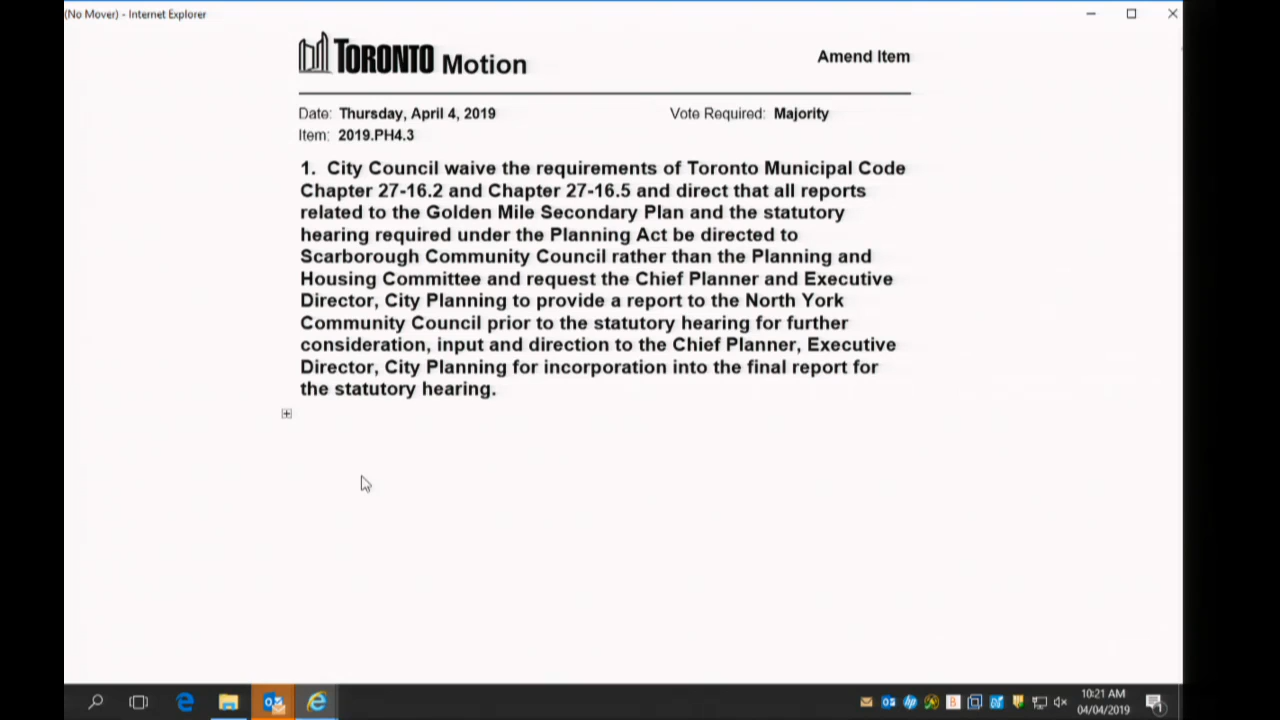 (No Mover) - Internet Explorer
TORONTO Motion
Amend Item
Date: Thursday, April 4, 2019
Vote Required: Majority
Item: 2019.PH4.3
1. City Council waive the requirements of Toronto Municipal Code
Chapter 27-16.2 and Chapter 27-16.5 and direct that all reports
related to the Golden Mile Secondary Plan and the statutory
hearing required under the Planning Act be directed to
Scarborough Community Council rather than the Planning and
Housing Committee and request the Chief Planner and Executive
Director, City Planning to provide a report to the North York
Community Council prior to the statutory hearing for further
consideration, input and direction to the Chief Planner, Executive
Director, City Planning for incorporation into the final report for
the statutory hearing.
10:21 AM
04/04/2019